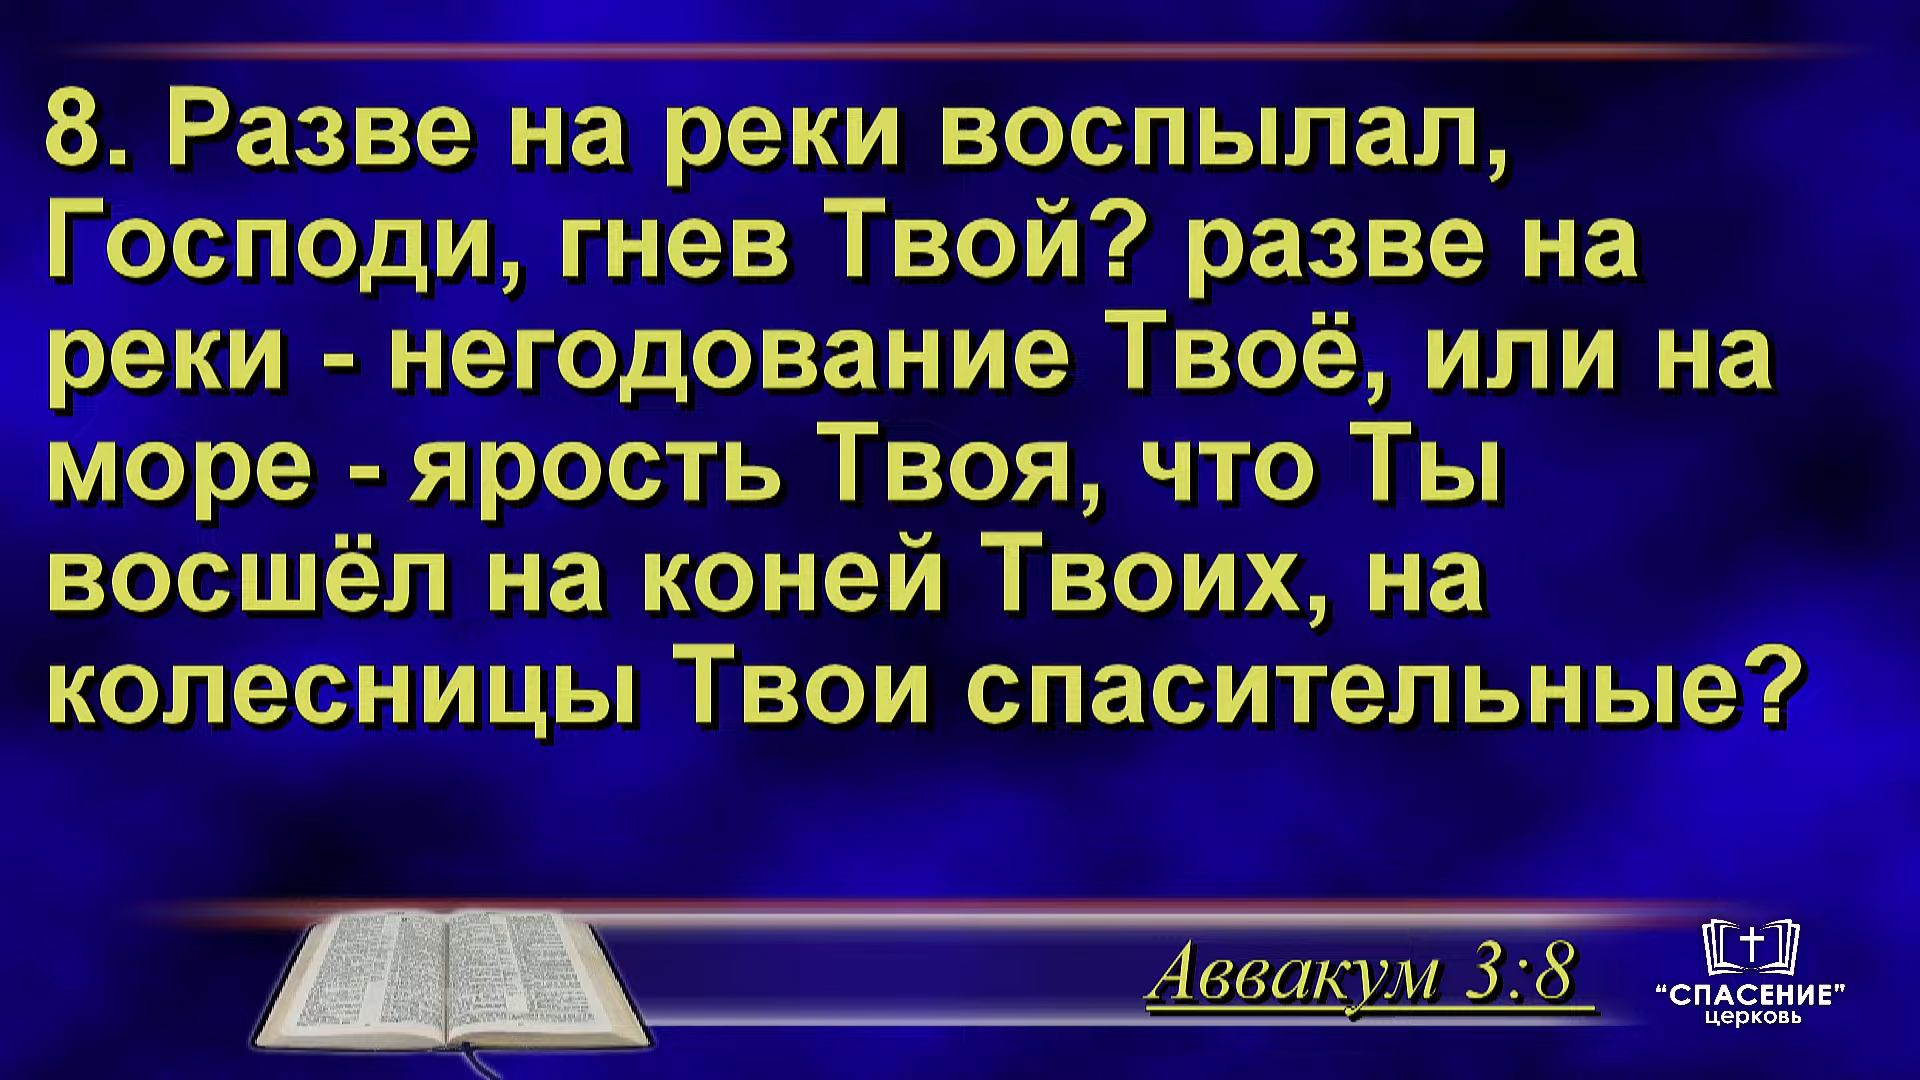 8. Разве на реки воспылал,
Господи, гнев Твой? разве на
реки - негодование Твоё, или на
море - ярость Твоя, что Ты
восшёл на коней Твоих, на
колесницы Твои спасительные?
Аввакум 3:8
“СПАСЕНИЕ”
церковь